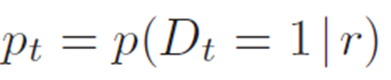 p_t = p(D_t = 1 | r)